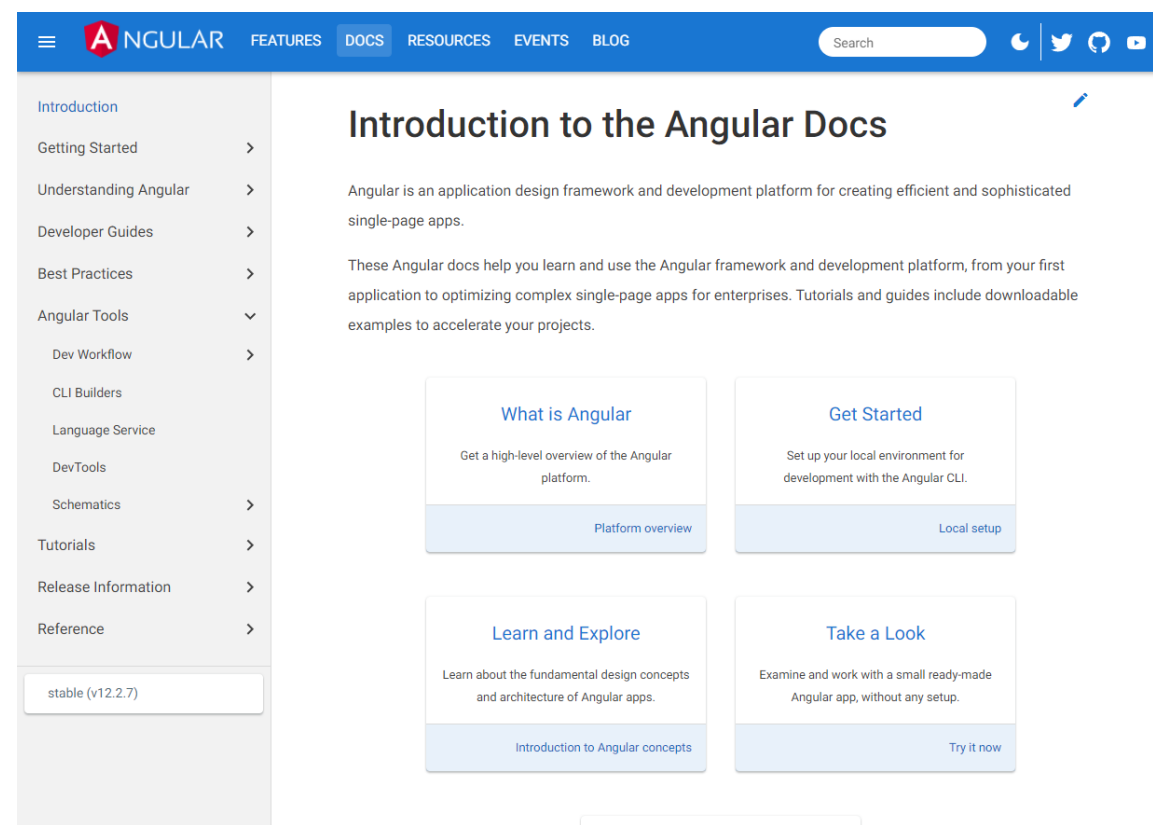 ANGULAR FEATURES DOCS RESOURCES EVENTS BLOG Search
Introduction
Getting Started
Understanding Angular
Developer Guides
Best Practices
Angular Tools
Dev Workflow
CLI Builders
Language Service
DevTools
Schematics
Tutorials
Release Information
Reference
stable (v12.2.7)
Introduction to the Angular Docs
Angular is an application design framework and development platform for creating efficient and sophisticated
single-page apps.
These Angular docs help you learn and use the Angular framework and development platform, from your first
application to optimizing complex single-page apps for enterprises. Tutorials and guides include downloadable
examples to accelerate your projects.
What is Angular
Get a high-level overview of the Angular
platform.
Platform overview
Get Started
Set up your local environment for
development with the Angular CLI.
Local setup
Learn and Explore
Learn about the fundamental design concepts
and architecture of Angular apps.
Introduction to Angular concepts
Take a Look
Examine and work with a small ready-made
Angular app, without any setup.
Try it now